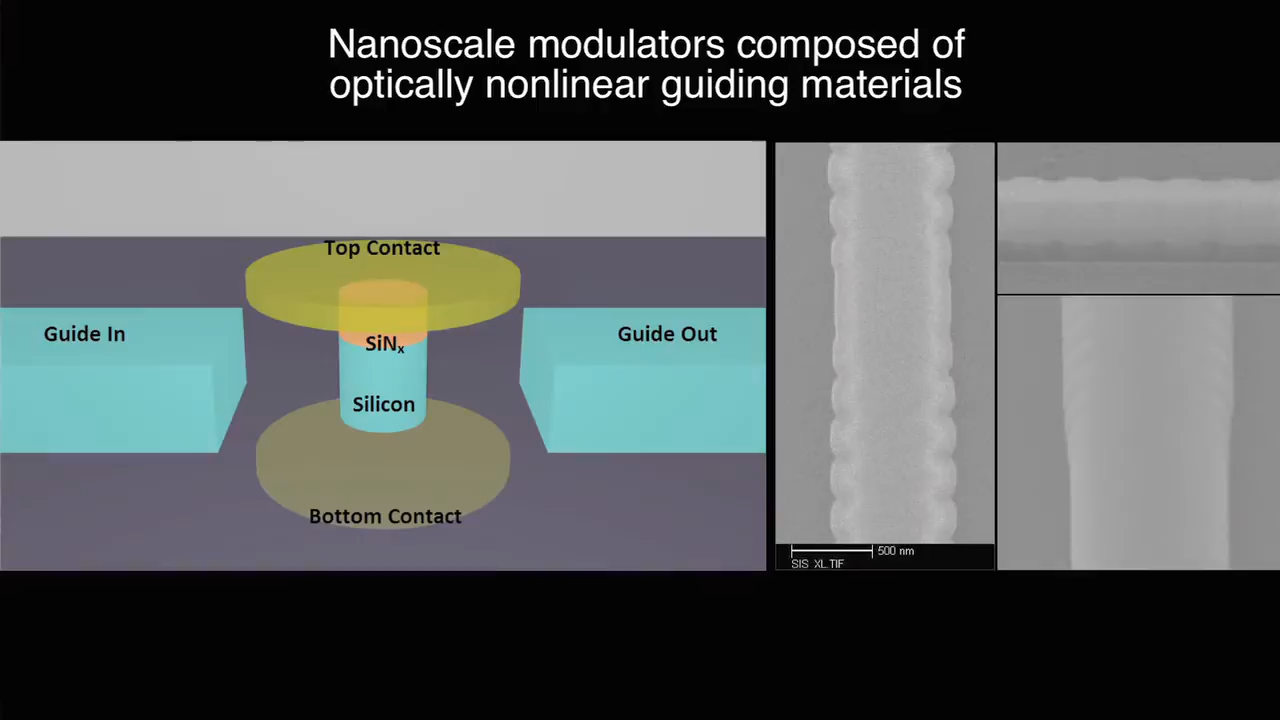 Nanoscale modulators composed of
optically nonlinear guiding materials
Top Contact
Guide In
Guide Out
SiNₓ
Silicon
Bottom Contact
500 nm
SIS XL.TIF